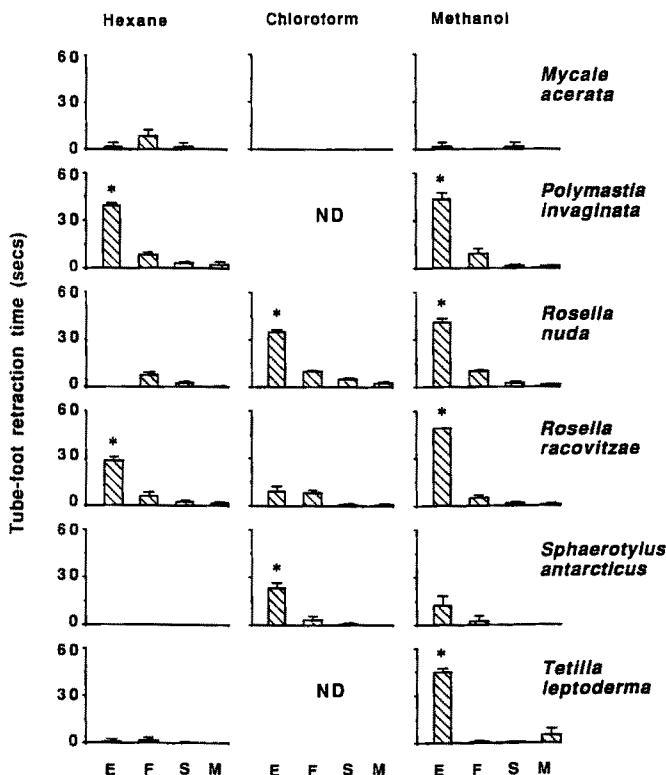 Hexane Chloroform Methanol
60
30
0
Mycale
acerata
60
30
0
*
ND
*
Polymastia
invaginata
60
30
0
*
*
Rosella
nuda
60
30
0
*
*
Rosella
racovitzae
60
30
0
*
Sphaerotylus
antarcticus
60
30
0
ND
*
Tetilla
leptoderma
E F S M E F S M E F S M
Tube-foot retraction time (secs)